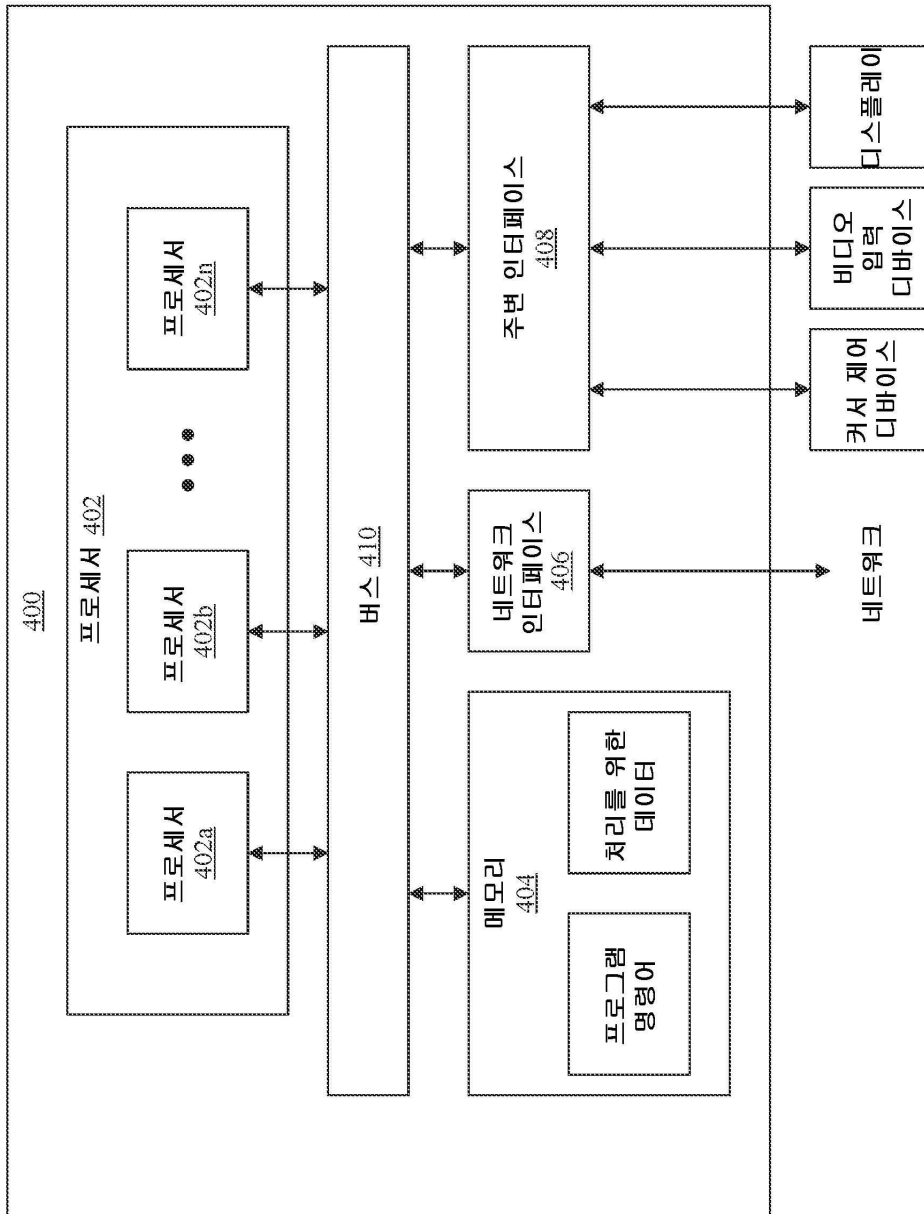 400
프로세서 402
프로세서
402a
프로세서
402b
프로세서
402n
버스 410
메모리
404
프로그램
명령어
처리를 위한
데이터
네트워크
인터페이스
406
주변 인터페이스
408
네트워크
커서 제어
디바이스
비디오
입력
디바이스
디스플레이